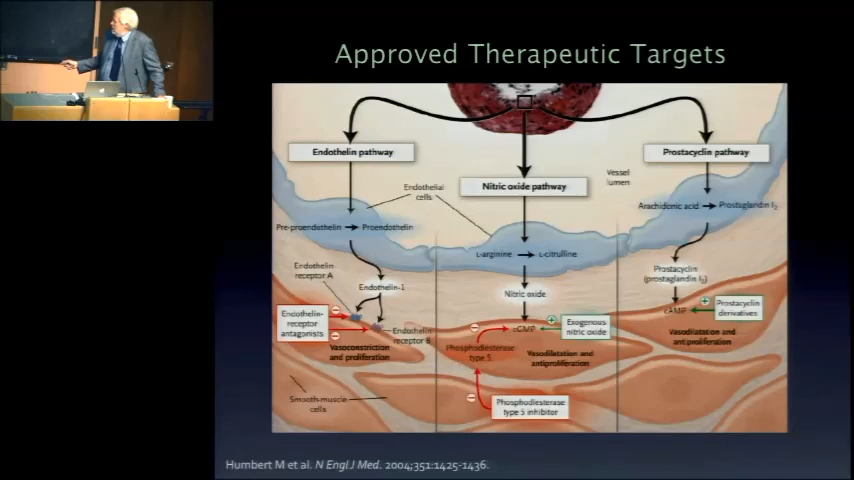 Approved Therapeutic Targets
Endothelin pathway
Nitric oxide pathway
Prostacyclin pathway
Vessel
lumen
Endothelial
cells
Pre-proendothelin → Proendothelin
L-arginine → L-citrulline
Arachidonic acid → Prostaglandin I2
Endothelin
receptor A
Endothelin-1
Nitric oxide
Prostacyclin
(prostaglandin I2)
Endothelin-
receptor
antagonists
Endothelin
receptor B
Vasoconstriction
and proliferation
cGMP
Exogenous
nitric oxide
Phosphodiesterase
type 5
Vasodilatation and
antiproliferation
cAMP
Prostacyclin
derivatives
Vasodilatation and
antiproliferation
Smooth-muscle
cells
Phosphodiesterase
type 5 inhibitor
Humbert M et al. N Engl J Med. 2004;351:1425-1436.